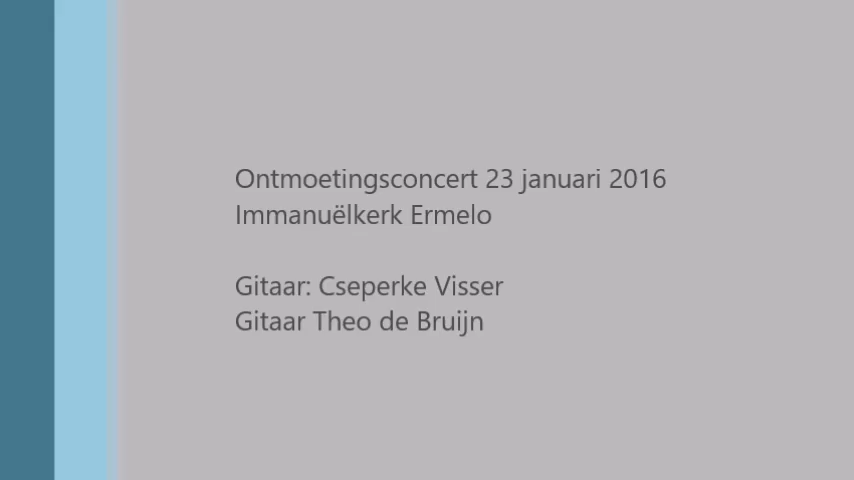 Ontmoetingsconcert 23 januari 2016
Immanuëlkerk Ermelo
Gitaar: Cseperke Visser
Gitaar Theo de Bruijn